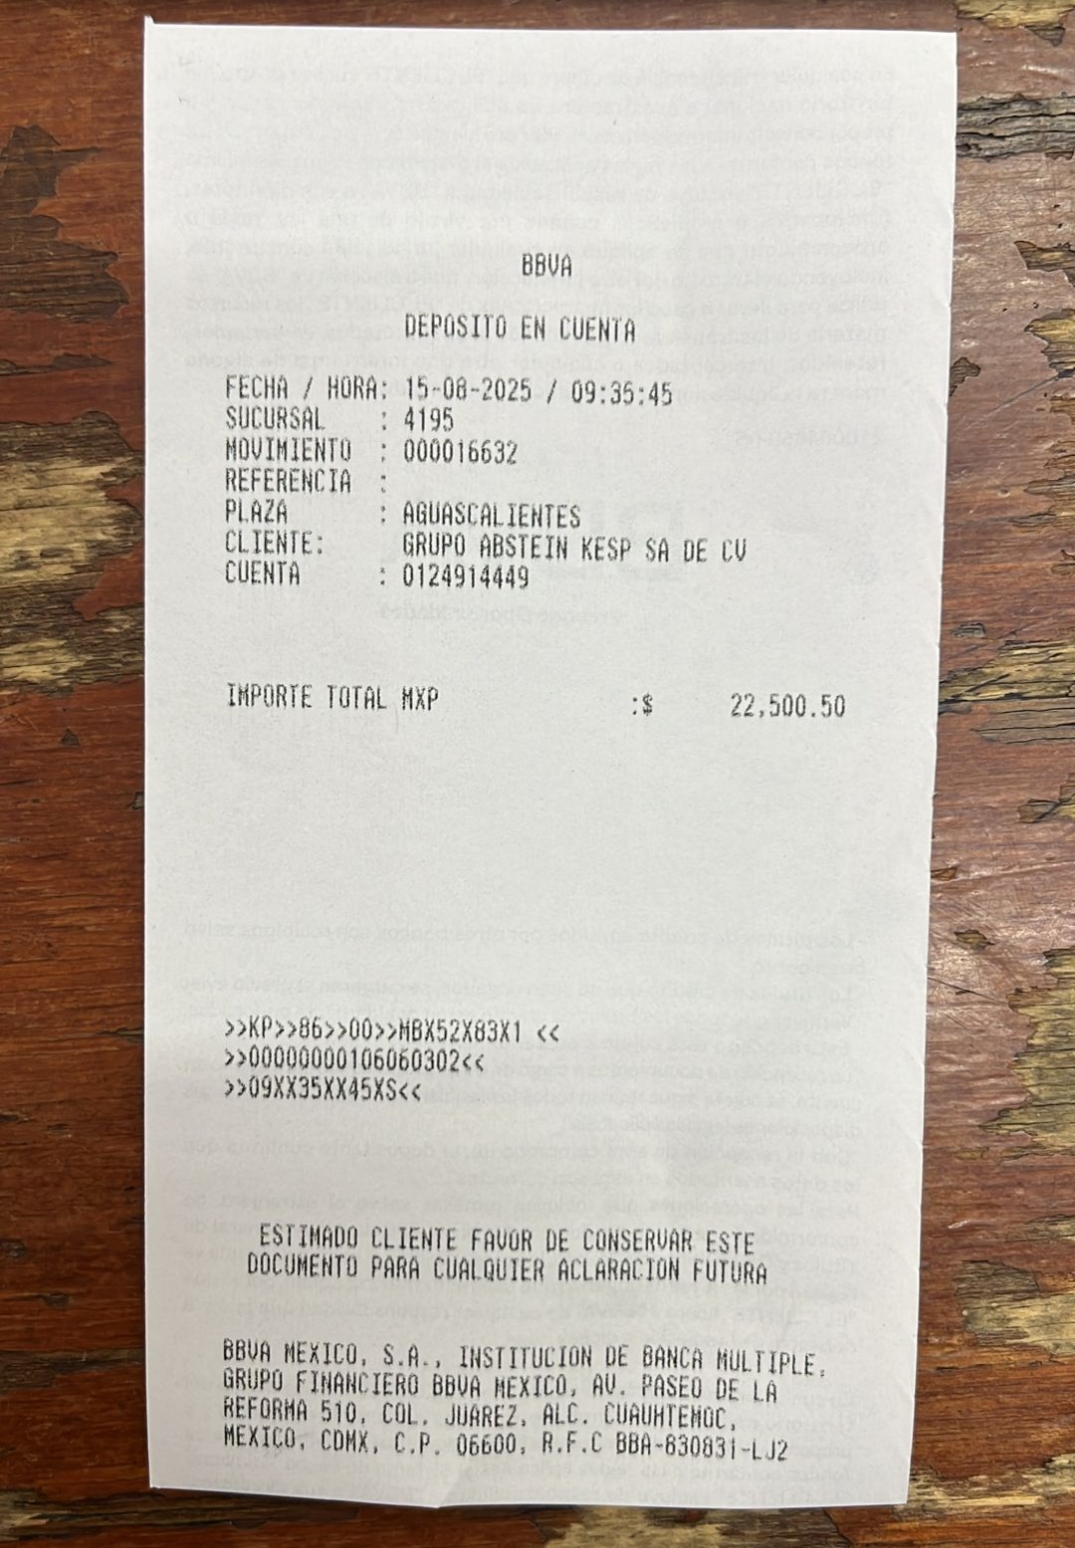 BBVA
DEPOSITO EN CUENTA
FECHA / HORA: 15-08-2025 / 09:35:45
SUCURSAL : 4195
MOVIMIENTO : 000016632
REFERENCIA :
PLAZA : AGUASCALIENTES
CLIENTE: GRUPO ABSTEIN KESP SA DE CV
CUENTA : 0124914449
IMPORTE TOTAL MXP :$ 22,500.50
>>KP>>86>>00>>MBX52X83X1 <<
>>00000000106060302<<
>>09XX35XX45XS<<
ESTIMADO CLIENTE FAVOR DE CONSERVAR ESTE
DOCUMENTO PARA CUALQUIER ACLARACION FUTURA
BBVA MEXICO, S.A., INSTITUCION DE BANCA MULTIPLE,
GRUPO FINANCIERO BBVA MEXICO, AV. PASEO DE LA
REFORMA 510, COL. JUAREZ, ALC. CUAUHTEMOC,
MEXICO, CDMX, C.P. 06600, R.F.C BBA-830831-LJ2